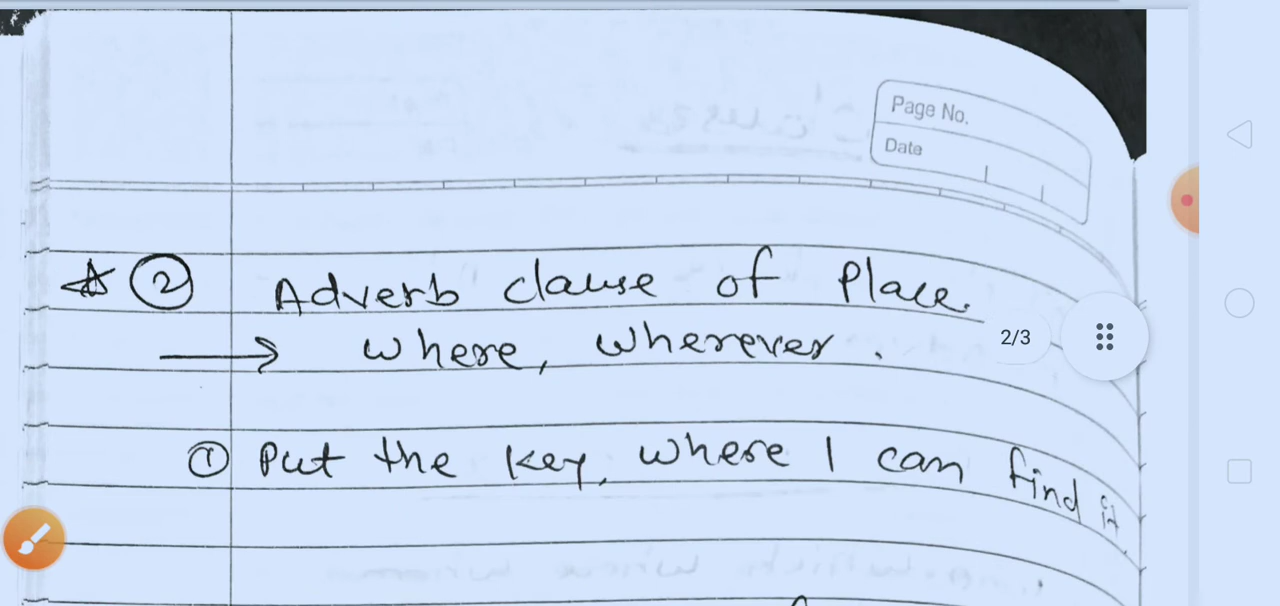 Page No.
Date
② Adverb clause of Place.
→ where, wherever.
2/3
① Put the key, where I can find it.